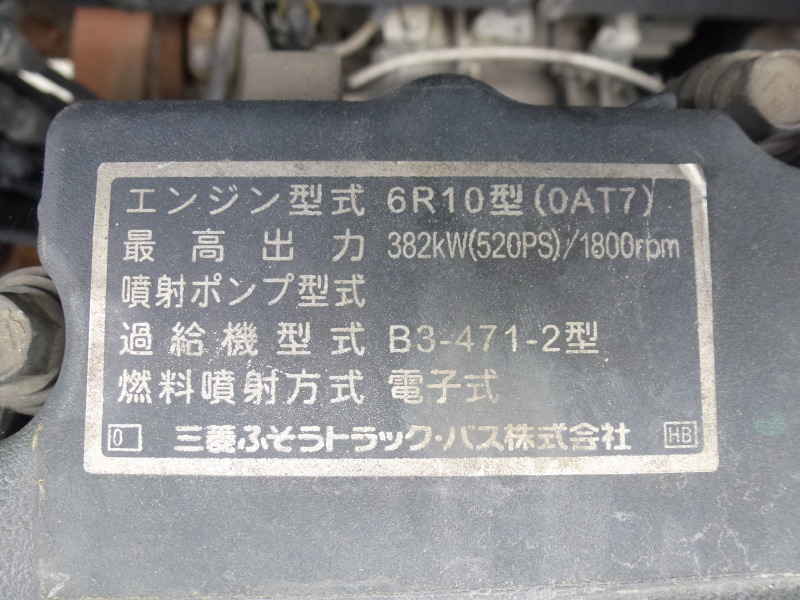 エンジン型式 6R10型(0AT7)
最高出力 382kW(520PS)/1800rpm
噴射ポンプ型式
過給機型式 B3-471-2型
燃料噴射方式 電子式
0 三菱ふそうトラック・バス株式会社 HB